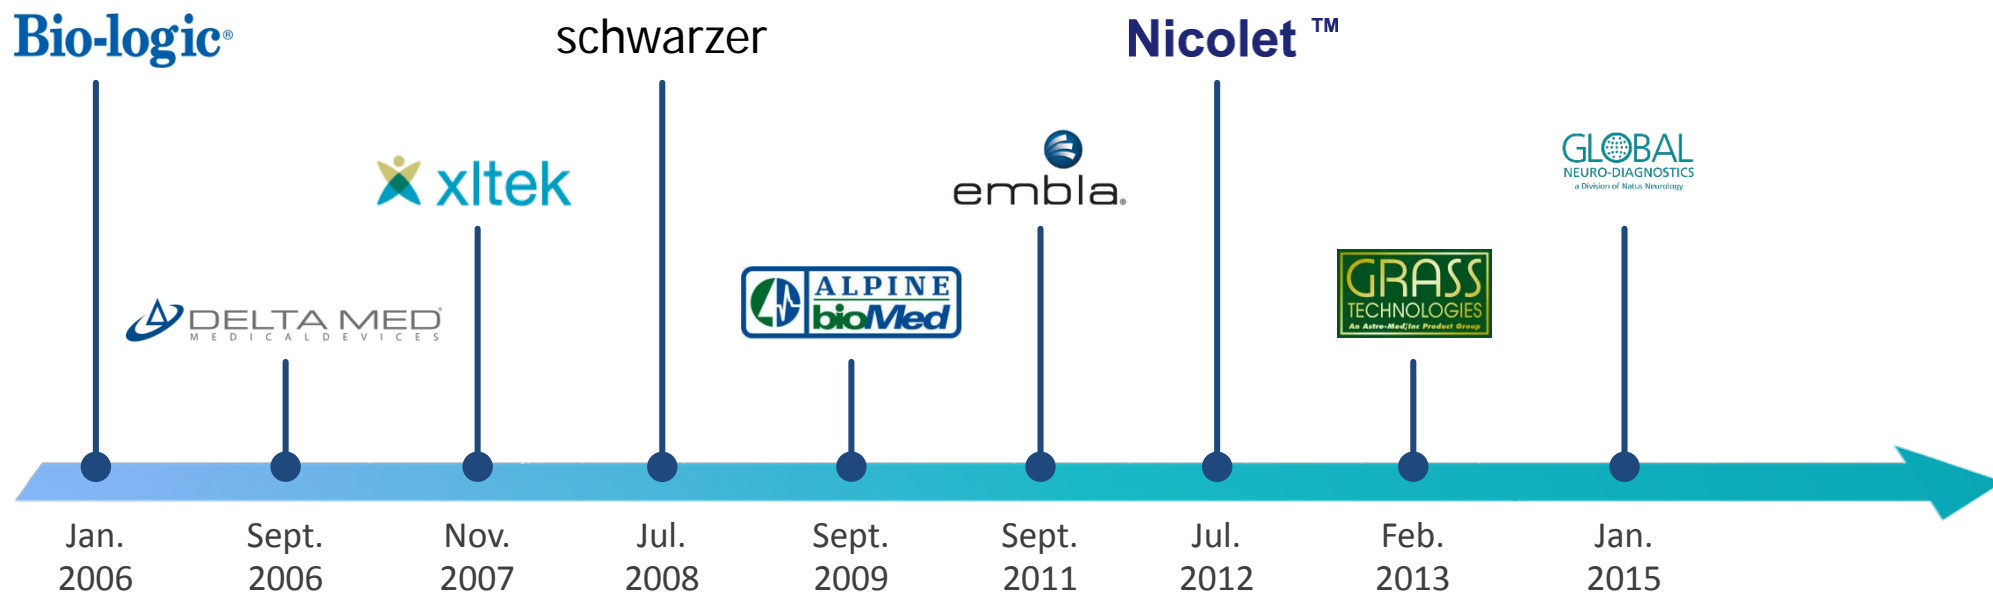 Bio-logic®
schwarzer
Nicolet ™
xltek
embla®
GLOBAL
NEURO-DIAGNOSTICS
a Division of Natus Neurology
DELTA MED®
MEDICALDEVICES
ALPINE
bioMed
GRASS
TECHNOLOGIES
An Astro-Med, Inc Product Group
Jan.
2006
Sept.
2006
Nov.
2007
Jul.
2008
Sept.
2009
Sept.
2011
Jul.
2012
Feb.
2013
Jan.
2015